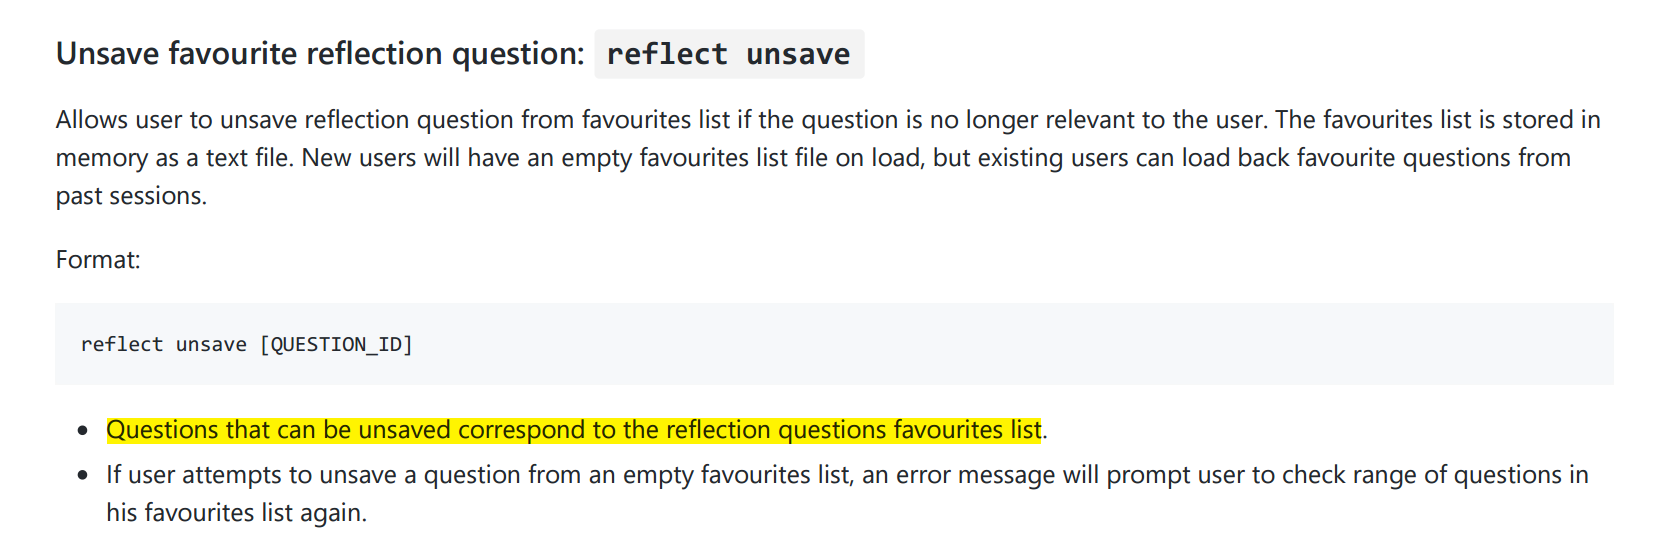 Unsave favourite reflection question: reflect unsave
Allows user to unsave reflection question from favourites list if the question is no longer relevant to the user. The favourites list is stored in
memory as a text file. New users will have an empty favourites list file on load, but existing users can load back favourite questions from
past sessions.
Format:
reflect unsave [QUESTION_ID]
• Questions that can be unsaved correspond to the reflection questions favourites list.
• If user attempts to unsave a question from an empty favourites list, an error message will prompt user to check range of questions in
his favourites list again.